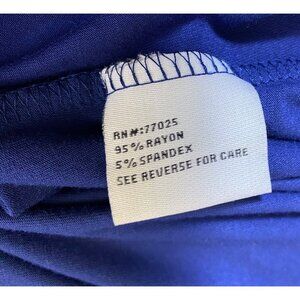 RN#:77025
95% RAYON
5% SPANDEX
SEE REVERSE FOR CARE